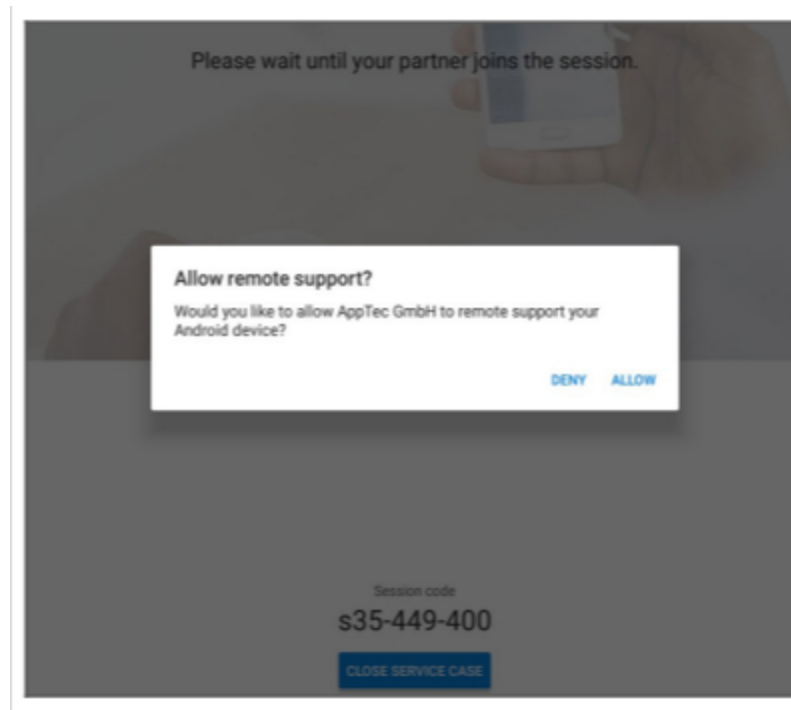 Please wait until your partner joins the session.
Allow remote support?
Would you like to allow AppTec GmbH to remote support your
Android device?
DENY ALLOW
Session code
s35-449-400
CLOSE SERVICE CASE